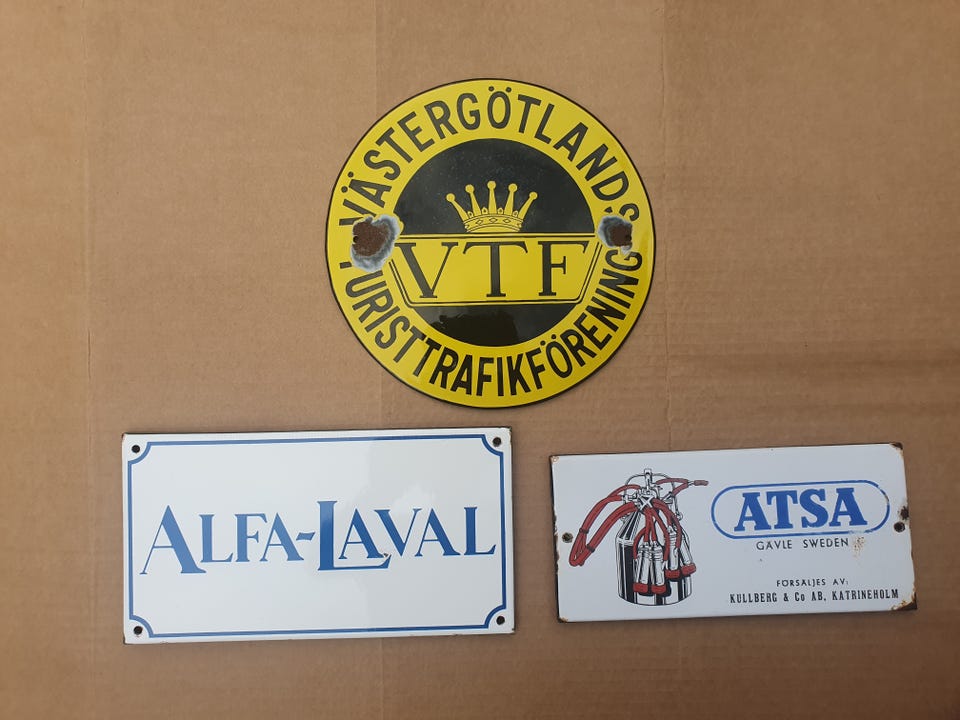 VÄSTERGÖTLANDS
TURISTTRAFIKFÖRENING
VTF
ALFA-LAVAL
ATSA
GÄVLE SWEDEN
FÖRSÄLJES AV:
KULLBERG & Co AB, KATRINEHOLM